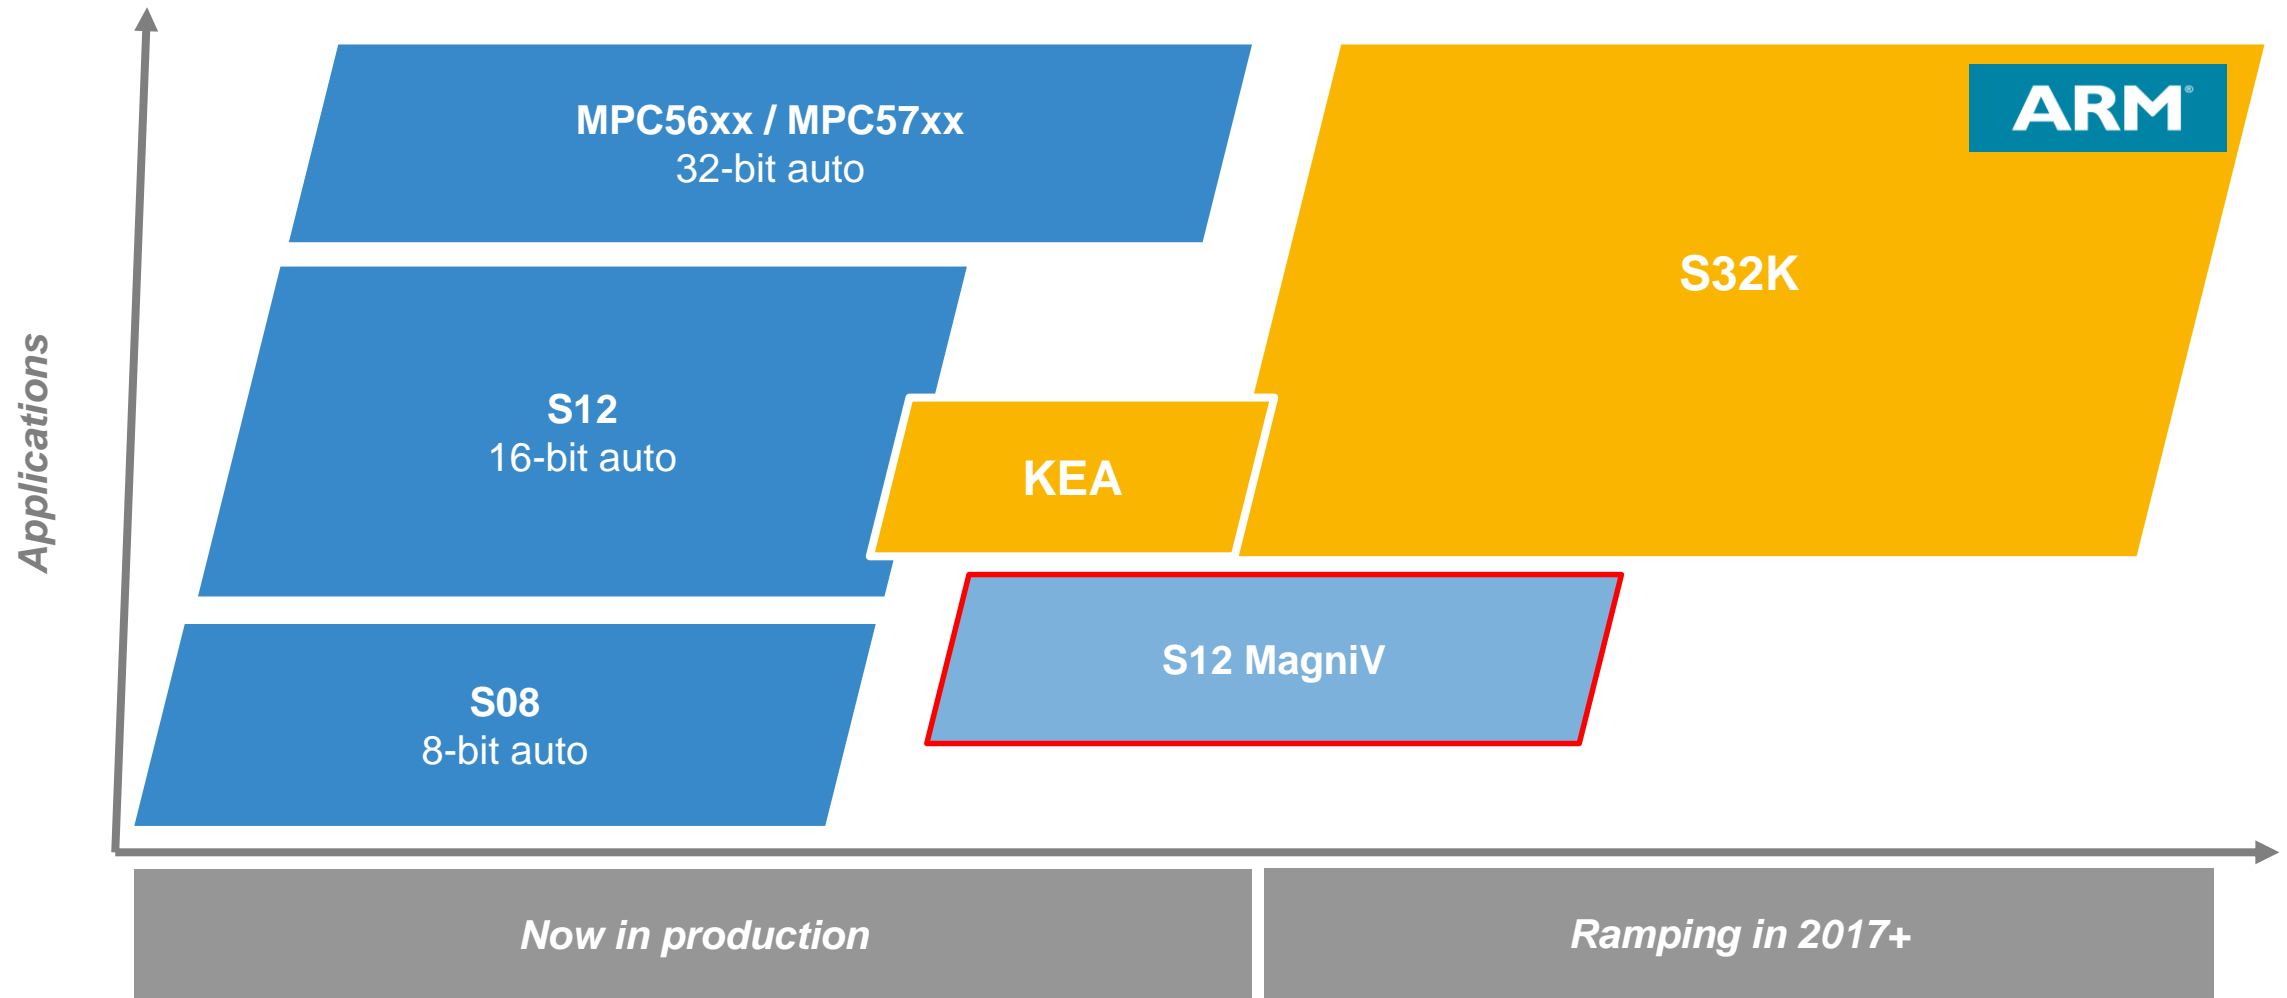 Applications
MPC56xx / MPC57xx
32-bit auto
S12
16-bit auto
S08
8-bit auto
KEA
S12 MagniV
ARM®
S32K
Now in production
Ramping in 2017+